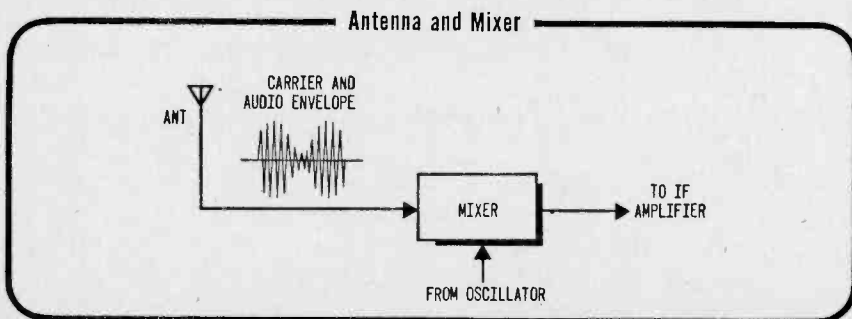 Antenna and Mixer
CARRIER AND
AUDIO ENVELOPE
ANT
MIXER
TO IF
AMPLIFIER
FROM OSCILLATOR